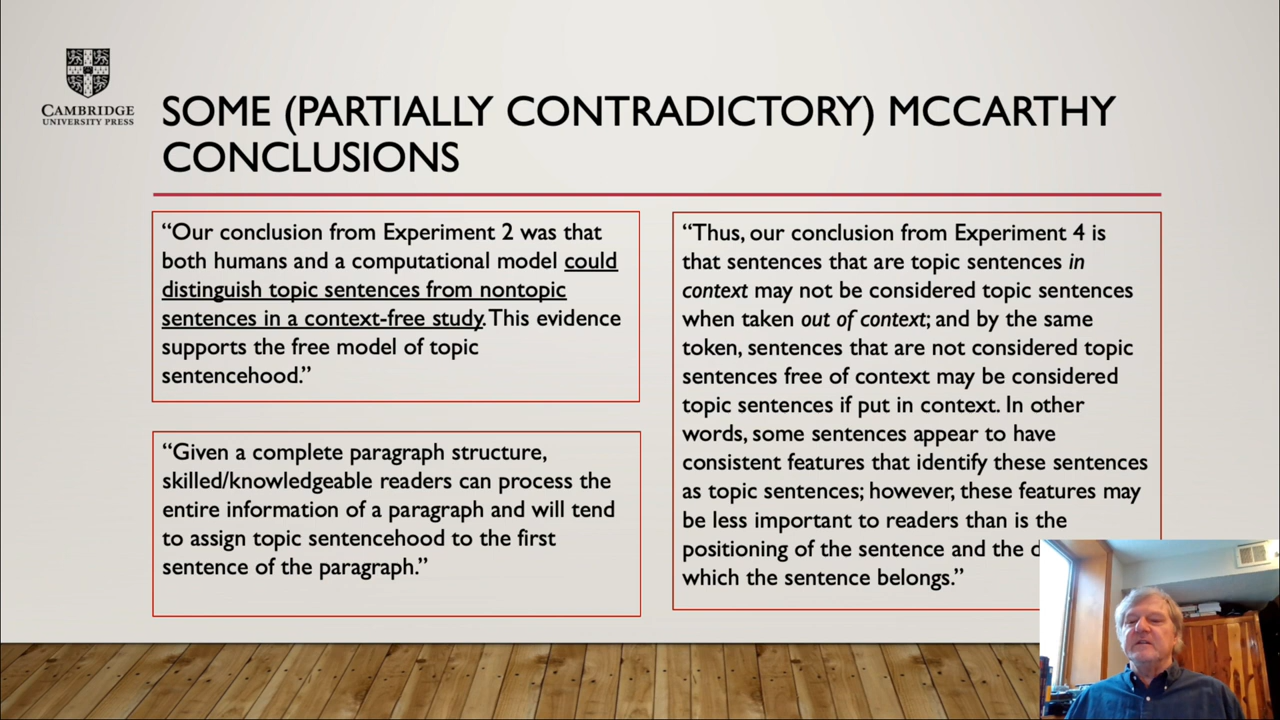 CAMBRIDGE
UNIVERSITY PRESS
SOME (PARTIALLY CONTRADICTORY) MCCARTHY
CONCLUSIONS
“Our conclusion from Experiment 2 was that
both humans and a computational model could
distinguish topic sentences from nontopic
sentences in a context-free study. This evidence
supports the free model of topic
sentencehood.”
“Given a complete paragraph structure,
skilled/knowledgeable readers can process the
entire information of a paragraph and will tend
to assign topic sentencehood to the first
sentence of the paragraph.”
“Thus, our conclusion from Experiment 4 is
that sentences that are topic sentences in
context may not be considered topic sentences
when taken out of context; and by the same
token, sentences that are not considered topic
sentences free of context may be considered
topic sentences if put in context. In other
words, some sentences appear to have
consistent features that identify these sentences
as topic sentences; however, these features may
be less important to readers than is the
positioning of the sentence and the
which the sentence belongs.”